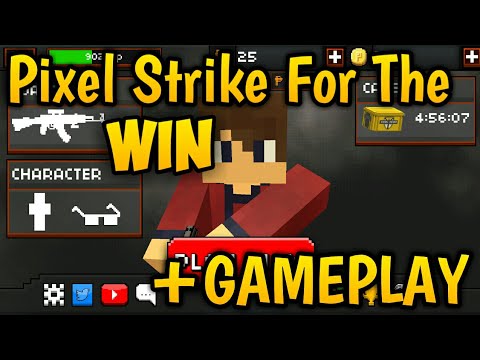 25
Pixel Strike For The
WIN
4:56:07
CHARACTER
+GAMEPLAY